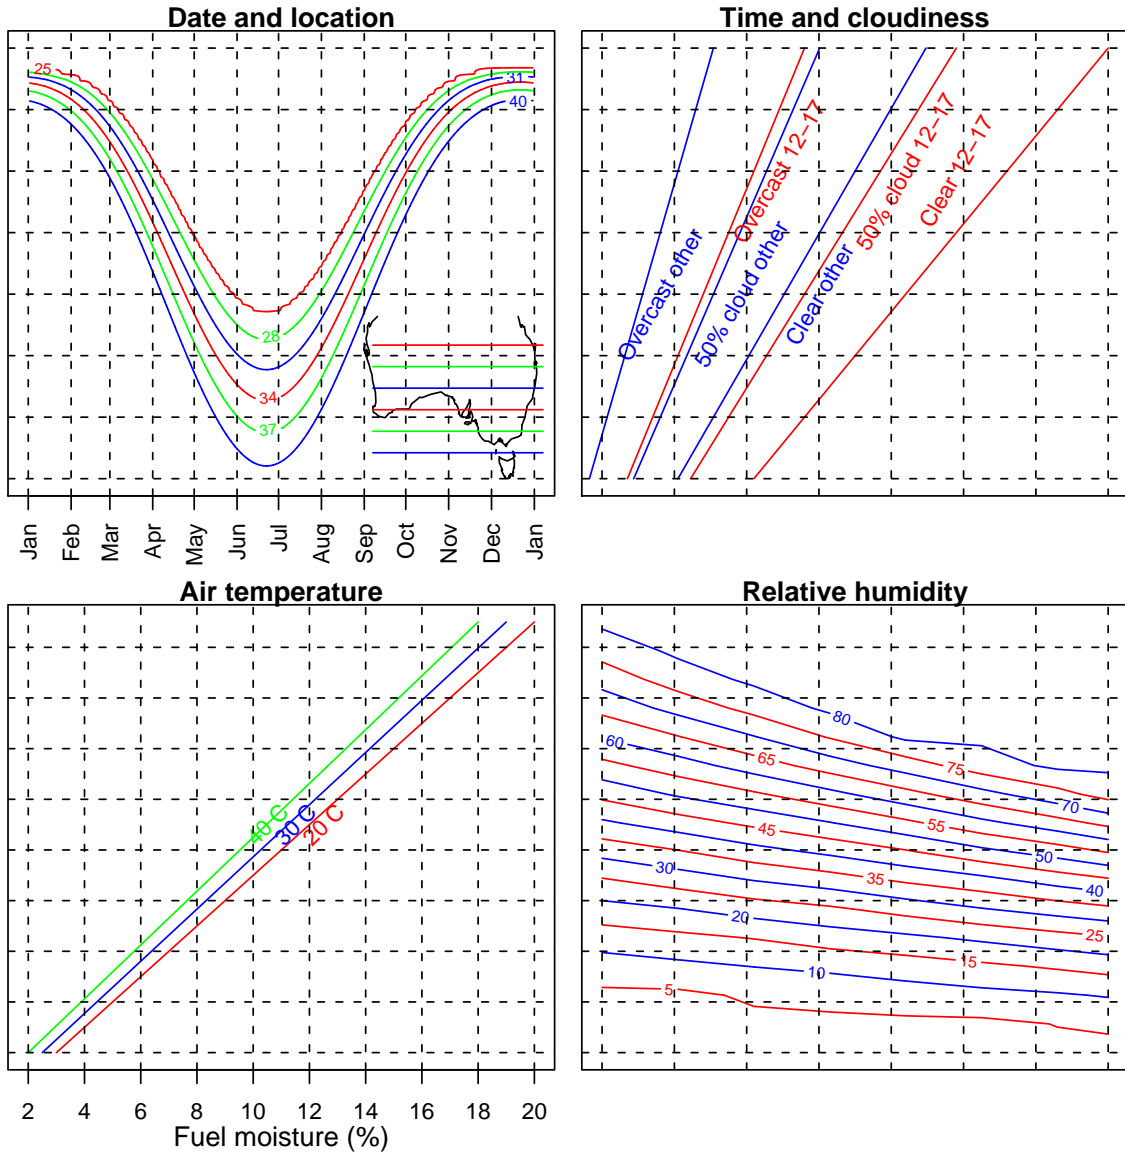 Date and location
25
31
40
28
34
37
Jan
Feb
Mar
Apr
May
Jun
Jul
Aug
Sep
Oct
Nov
Dec
Jan
Time and cloudiness
Overcast other
Overcast 12−17
50% cloud other
Clear other
50% cloud 12−17
Clear 12−17
Air temperature
40 C
30 C
20 C
2 4 6 8 10 12 14 16 18 20
Fuel moisture (%)
Relative humidity
80
60
65
75
70
45
55
50
30
35
40
20
25
15
10
5